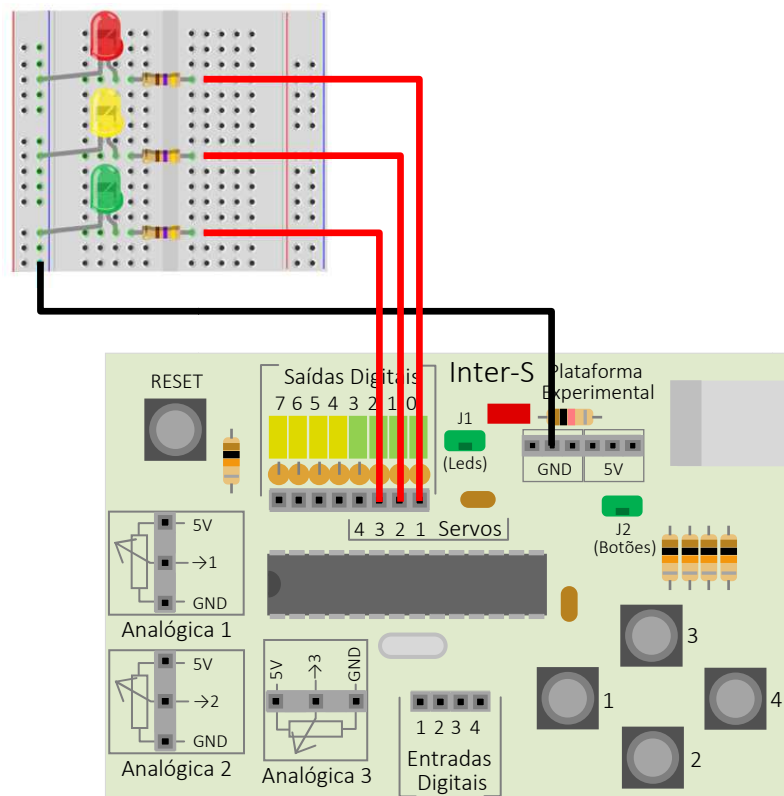 RESET
Saídas Digitais
7 6 5 4 3 2 1 0
Inter-S
Plataforma
Experimental
J1
(Leds)
GND 5V
4 3 2 1 Servos
J2
(Botões)
5V
→1
GND
Analógica 1
5V
→2
GND
Analógica 2
5V
→3
GND
Analógica 3
1 2 3 4
Entradas
Digitais
3
1
4
2